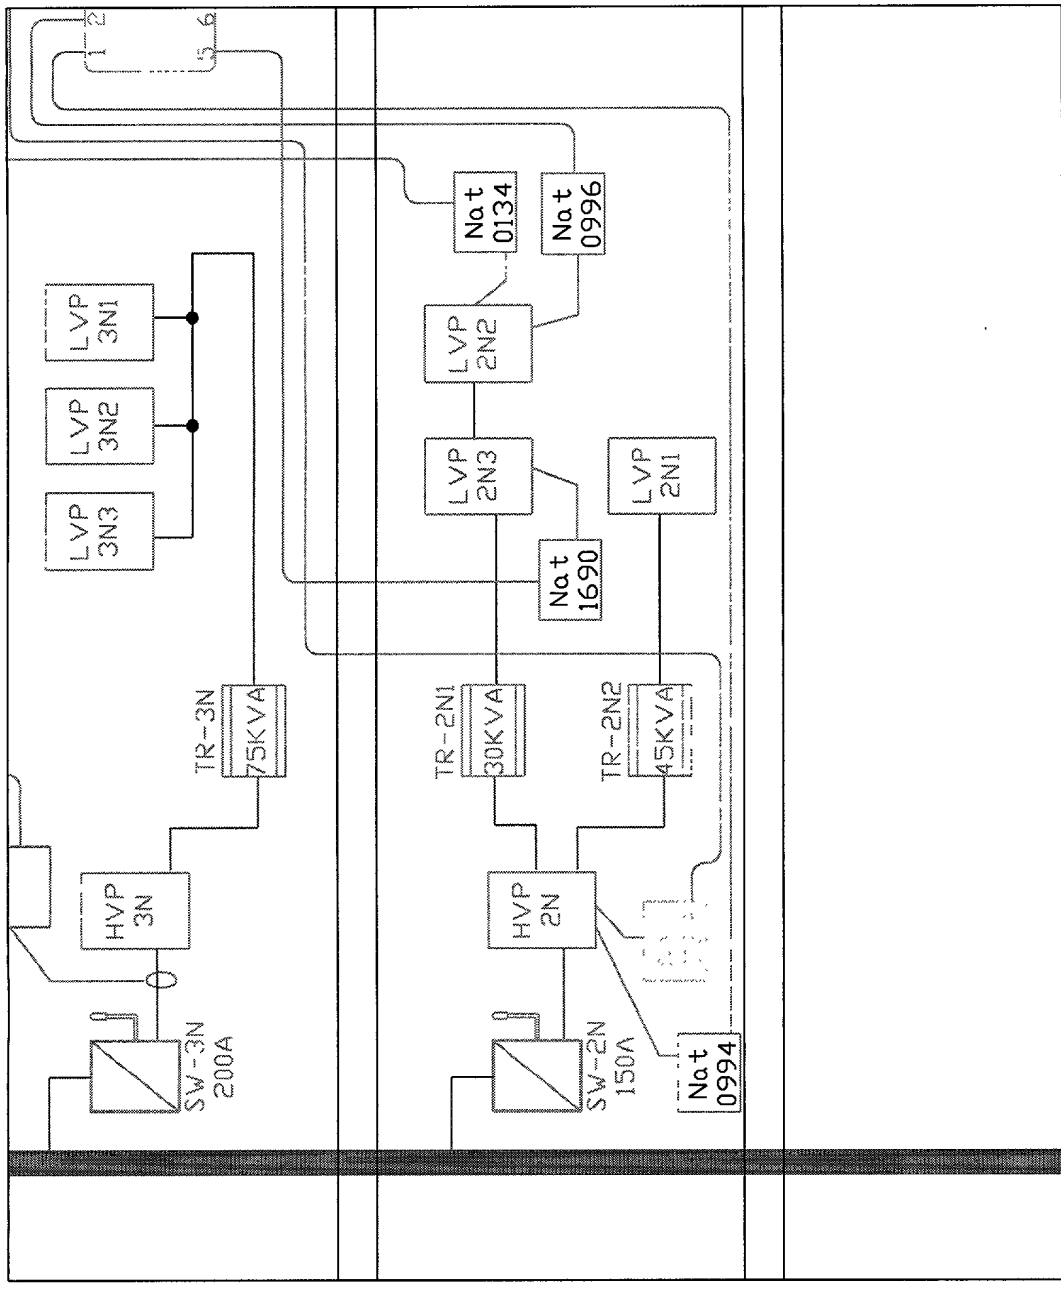 2
1
6
5
LVP
3N1
LVP
3N2
LVP
3N3
TR-3N
75KVA
HVP
3N
SW-3N
200A
Nat
0134
Nat
0996
LVP
2N2
LVP
2N3
LVP
2N1
Nat
1690
TR-2N1
30KVA
TR-2N2
45KVA
HVP
2N
SW-2N
150A
Nat
0994